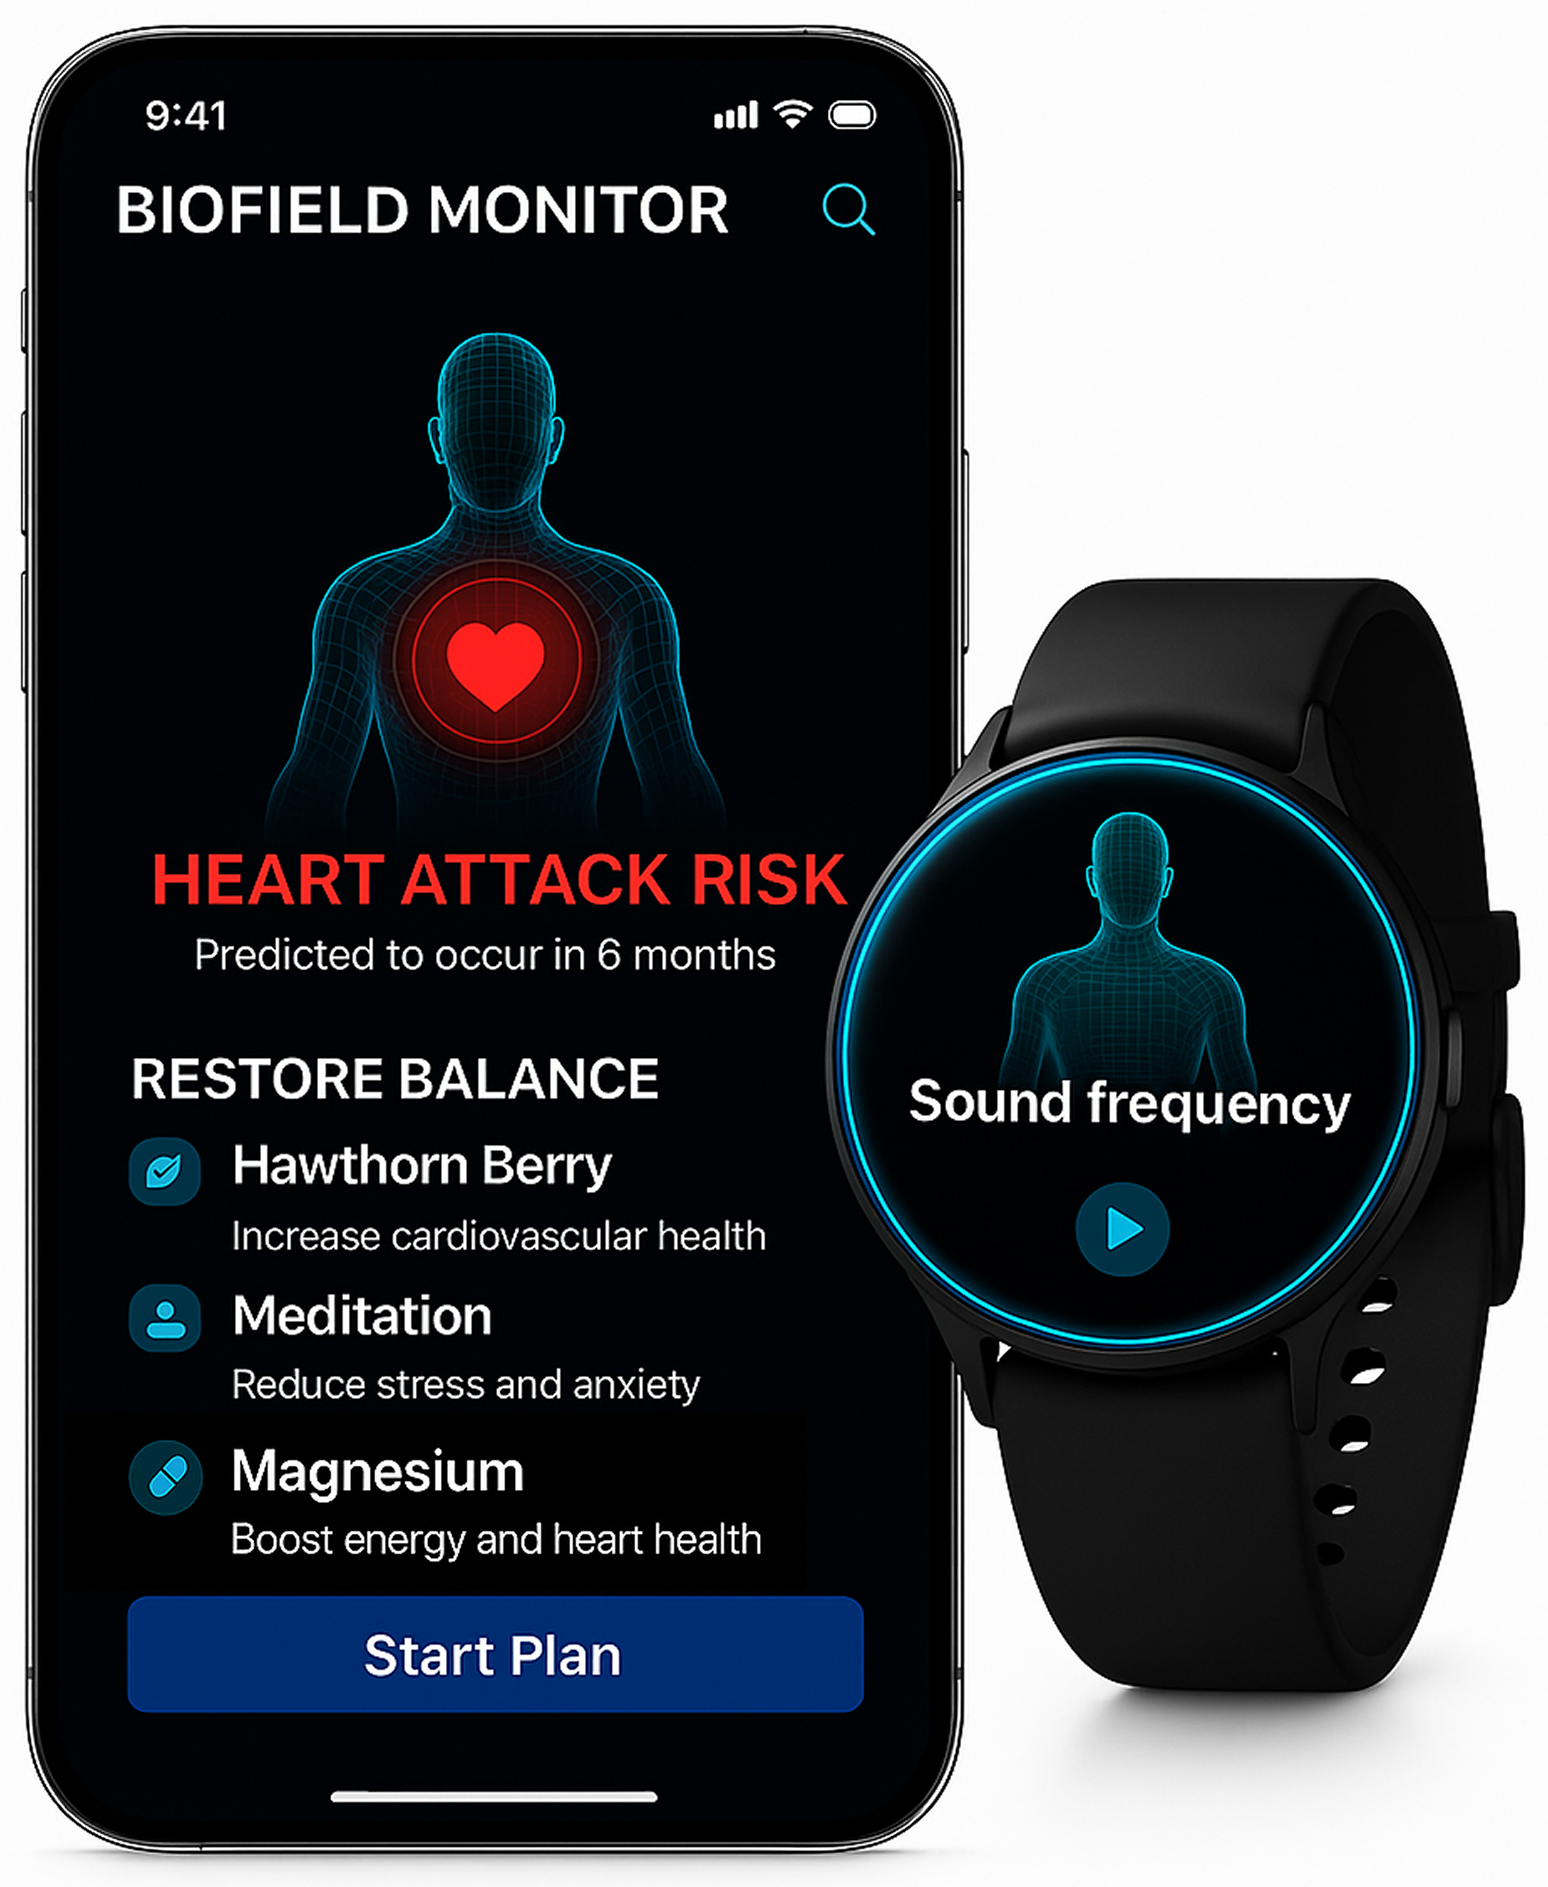 9:41
BIOFIELD MONITOR
HEART ATTACK RISK
Predicted to occur in 6 months
RESTORE BALANCE
Hawthorn Berry
Increase cardiovascular health
Meditation
Reduce stress and anxiety
Magnesium
Boost energy and heart health
Start Plan
Sound frequency